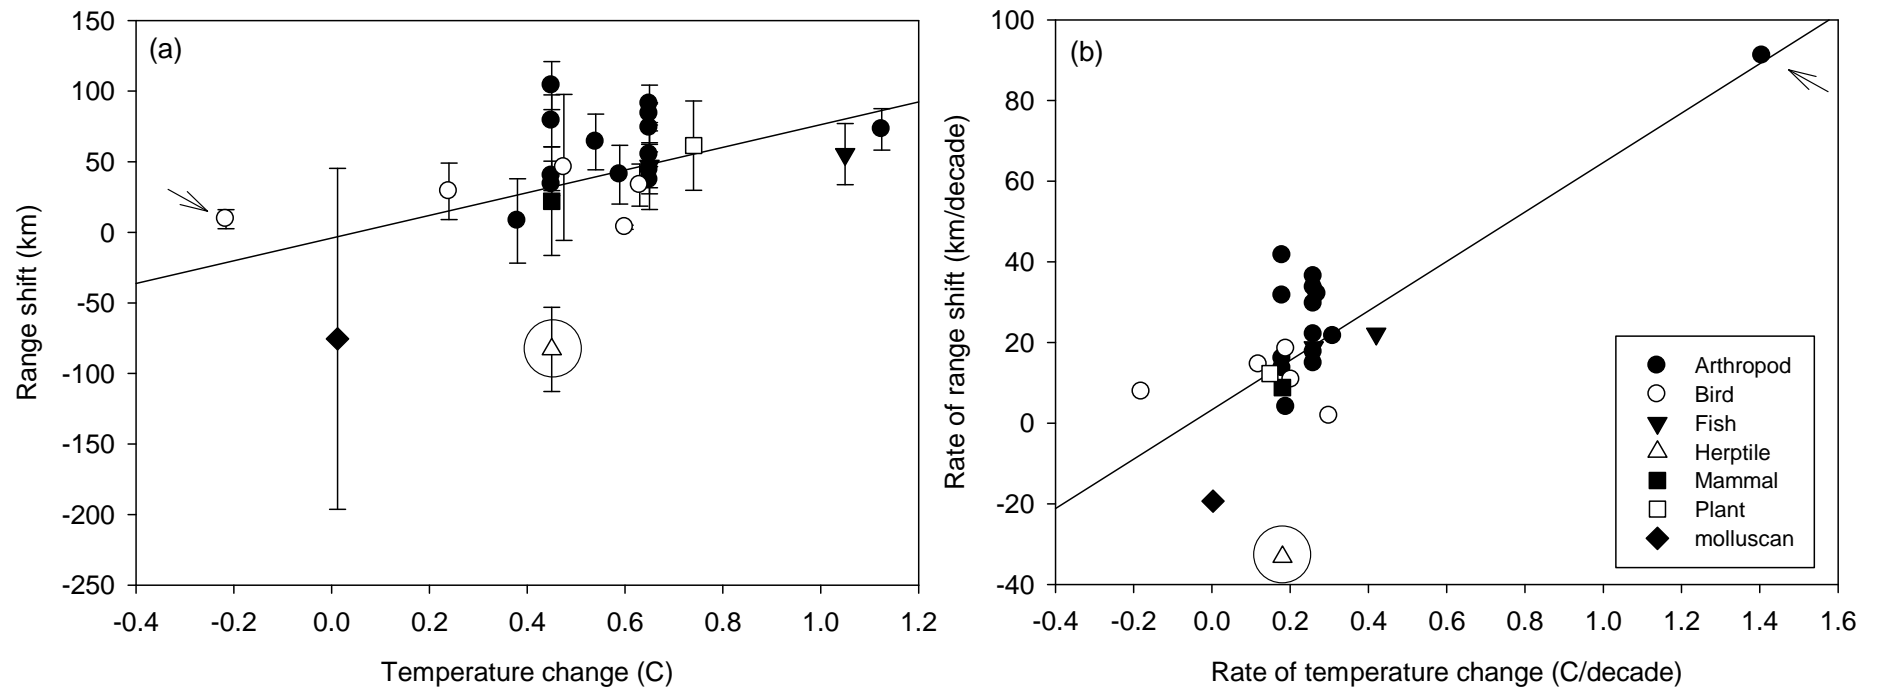 (a)
150
100
50
0
-50
-100
-150
-200
-250
Range shift (km)
-0.4 -0.2 0.0 0.2 0.4 0.6 0.8 1.0 1.2
Temperature change (C)
(b)
100
80
60
40
20
0
-20
-40
Rate of range shift (km/decade)
-0.4 -0.2 0.0 0.2 0.4 0.6 0.8 1.0 1.2 1.4 1.6
Rate of temperature change (C/decade)
Arthropod
Bird
Fish
Herptile
Mammal
Plant
molluscan